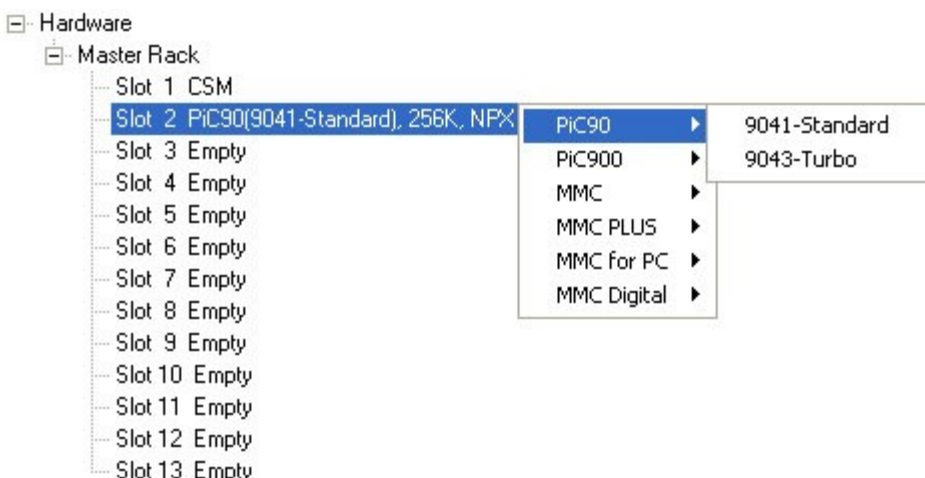 Hardware
Master Rack
Slot 1 CSM
Slot 2 PiC90(9041-Standard), 256K, NPX
Slot 3 Empty
Slot 4 Empty
Slot 5 Empty
Slot 6 Empty
Slot 7 Empty
Slot 8 Empty
Slot 9 Empty
Slot 10 Empty
Slot 11 Empty
Slot 12 Empty
Slot 13 Empty
PiC90
PiC900
MMC
MMC PLUS
MMC for PC
MMC Digital
9041-Standard
9043-Turbo